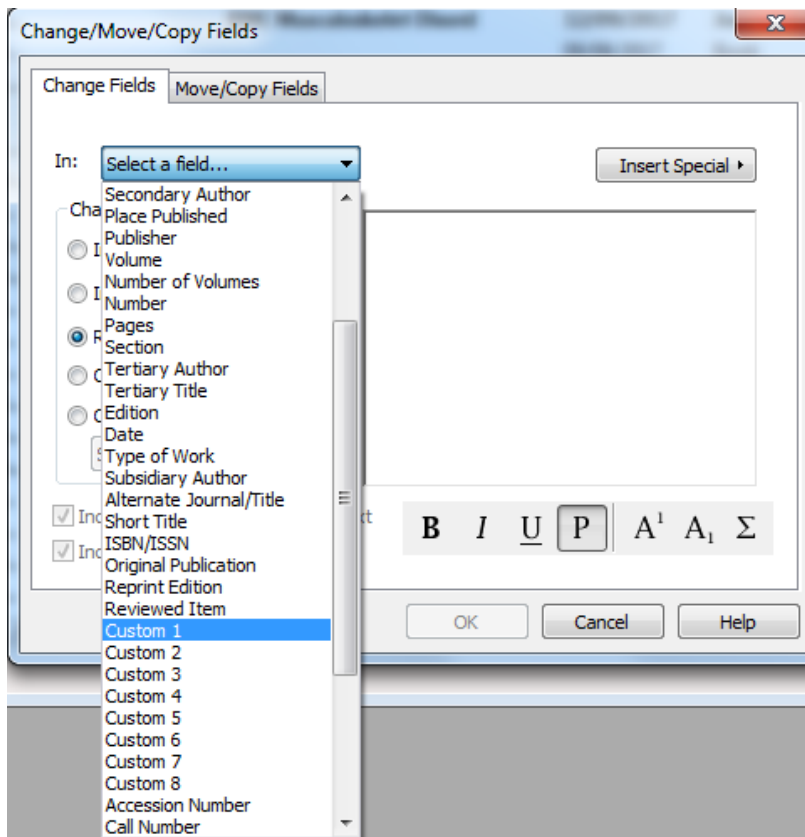 Change/Move/Copy Fields
Change Fields
Move/Copy Fields
In: Select a field...
Insert Special
Cha
Secondary Author
Place Published
Publisher
Volume
Number of Volumes
Number
Pages
Section
Tertiary Author
Tertiary Title
Edition
Date
Type of Work
Subsidiary Author
Alternate Journal/Title
Short Title
ISBN/ISSN
Original Publication
Reprint Edition
Reviewed Item
Custom 1
Custom 2
Custom 3
Custom 4
Custom 5
Custom 6
Custom 7
Custom 8
Accession Number
Call Number
B I U P A¹ A₁ Σ
OK
Cancel
Help